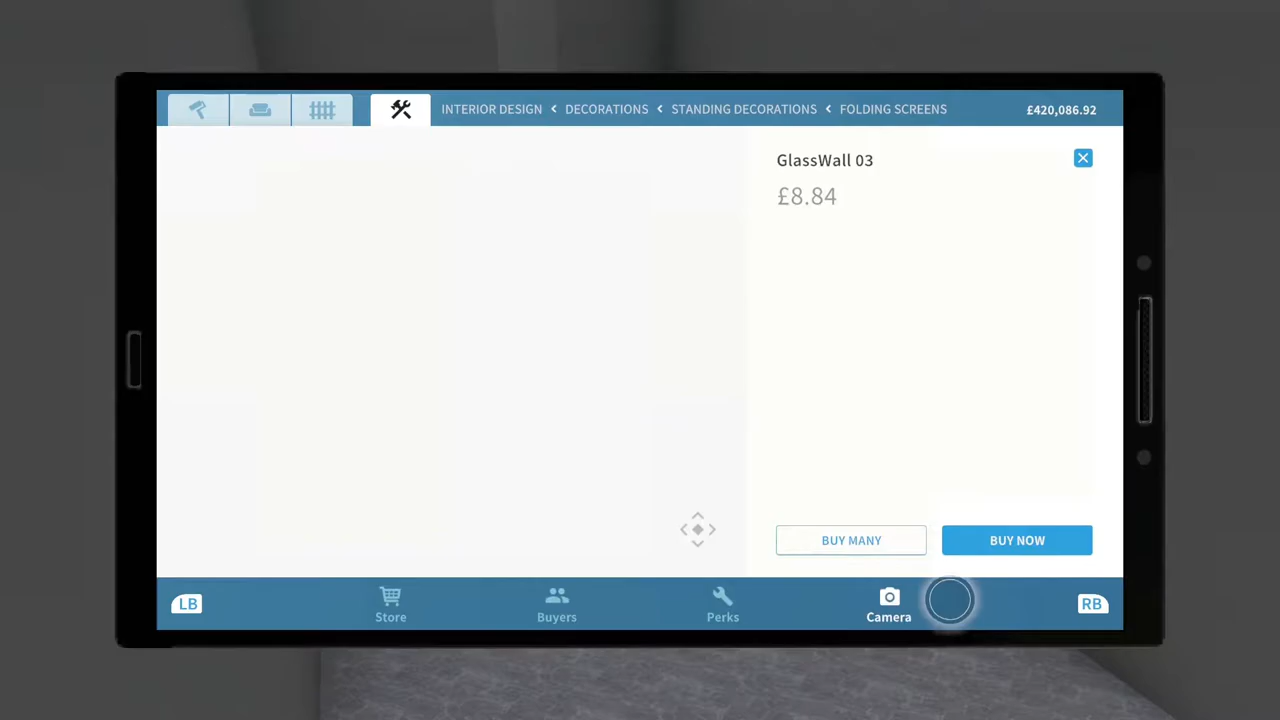 INTERIOR DESIGN < DECORATIONS < STANDING DECORATIONS < FOLDING SCREENS
£420,086.92
GlassWall 03
£8.84
BUY MANY
BUY NOW
LB
Store
Buyers
Perks
Camera
RB